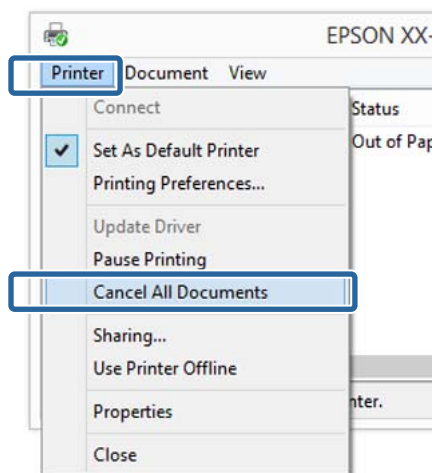 EPSON XX-
Printer Document View
Connect
Status
Set As Default Printer
Out of Pap
Printing Preferences...
Update Driver
Pause Printing
Cancel All Documents
Sharing...
Use Printer Offline
Properties
nter.
Close